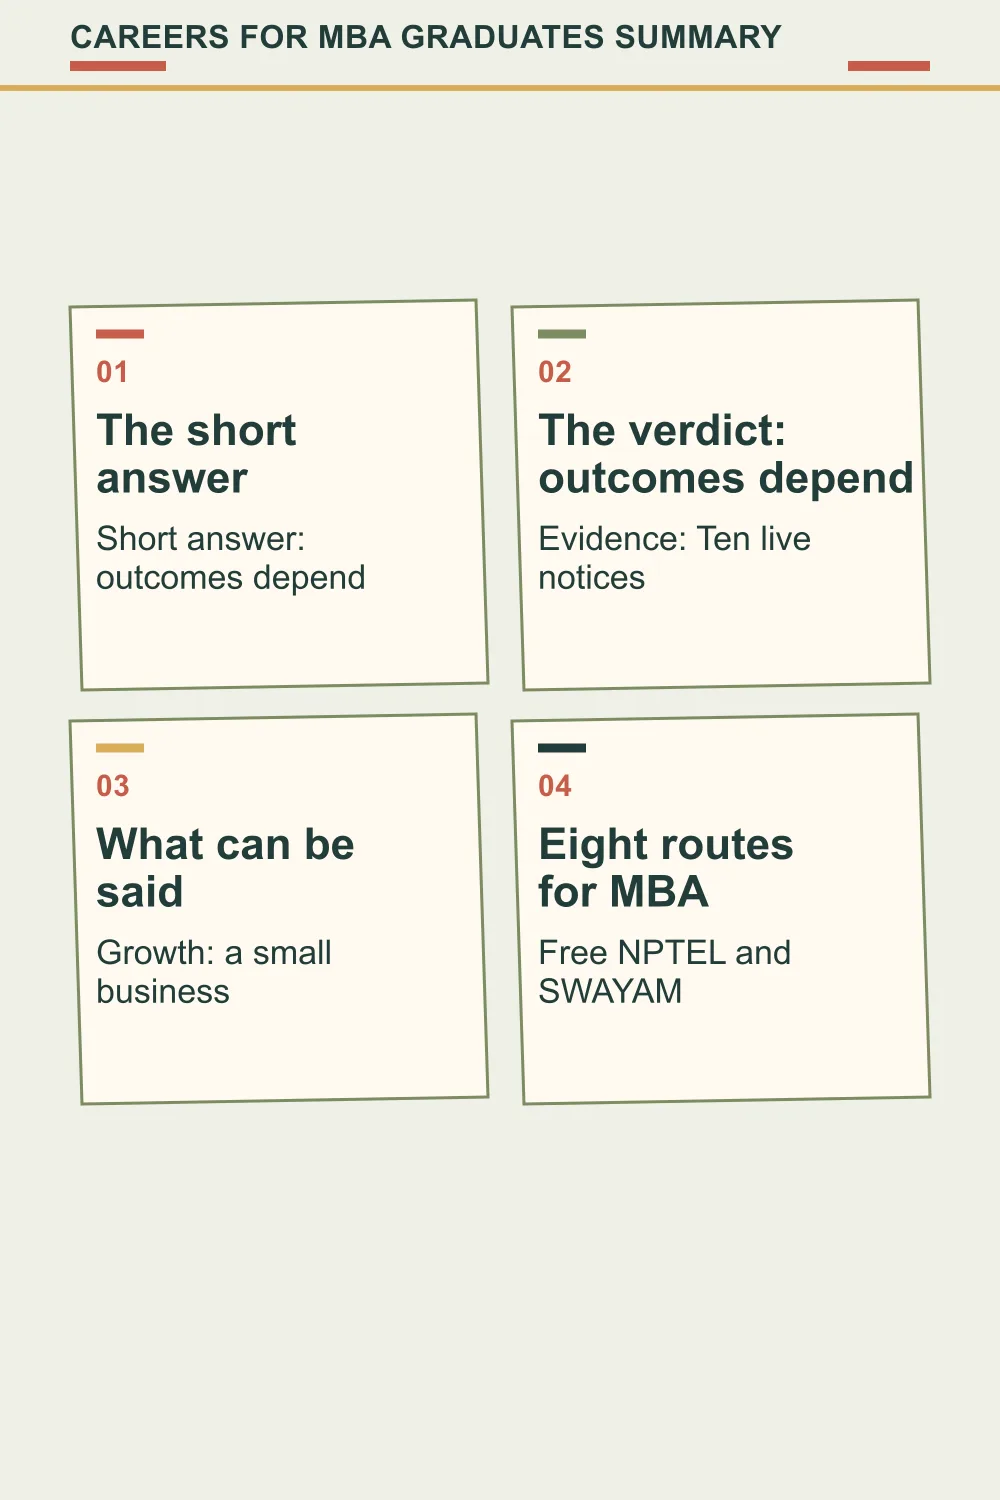 CAREERS FOR MBA GRADUATES SUMMARY
01
The short
answer
Short answer:
outcomes depend
02
The verdict:
outcomes depend
Evidence: Ten live
notices
03
What can be
said
Growth: a small
business
04
Eight routes
for MBA
Free NPTEL and
SWAYAM